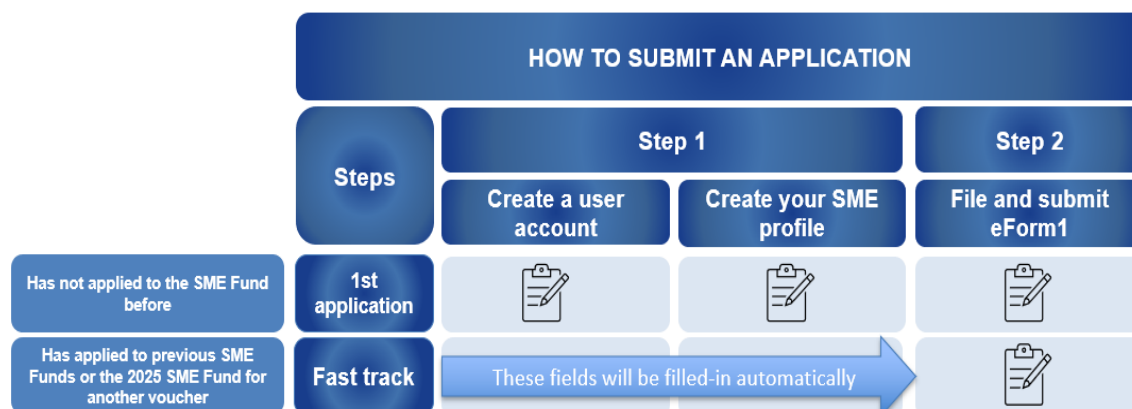 HOW TO SUBMIT AN APPLICATION
Steps
Step 1
Step 2
Create a user
account
Create your SME
profile
File and submit
eForm1
Has not applied to the SME Fund
before
1st
application
Has applied to previous SME
Funds or the 2025 SME Fund for
another voucher
Fast track
These fields will be filled-in automatically